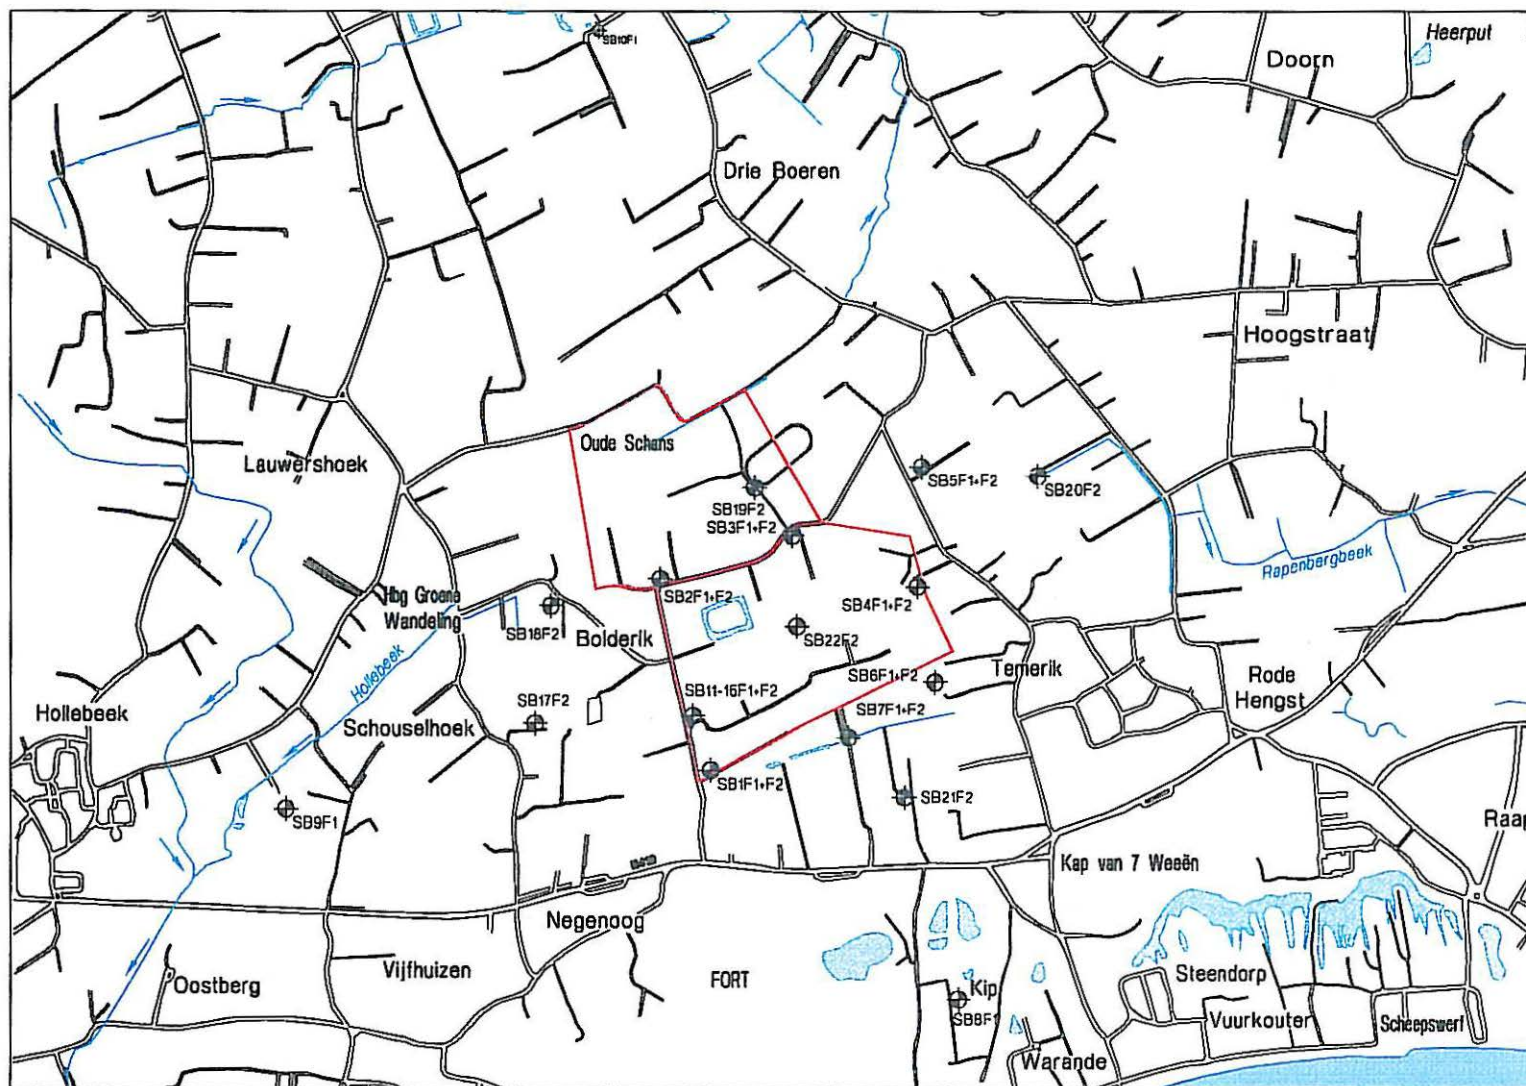 Heerput
SB10F1
Doorn
Drie Boeren
Hoogstraat
Oude Schans
Lauwershoek
SB5F1+F2
SB20F2
SB19F2
SB3F1+F2
Rapenbergbeek
Hbg Groene
Wandeling
SB2F1+F2
SB4F1+F2
SB18F2
Bolderik
SB22F2
Hollebeek
Temerik
SB6F1+F2
Rode
Hengst
Hollebeek
SB17F2
SB11-16F1+F2
SB7F1+F2
Schouselhoek
SB1F1+F2
SB21F2
SB9F1
Kap van 7 Weeën
Negenoog
Vijfhuizen
Oostberg
FORT
Steendorp
Kip
SB8F1
Vuurkouter
Scheepswerf
Warande